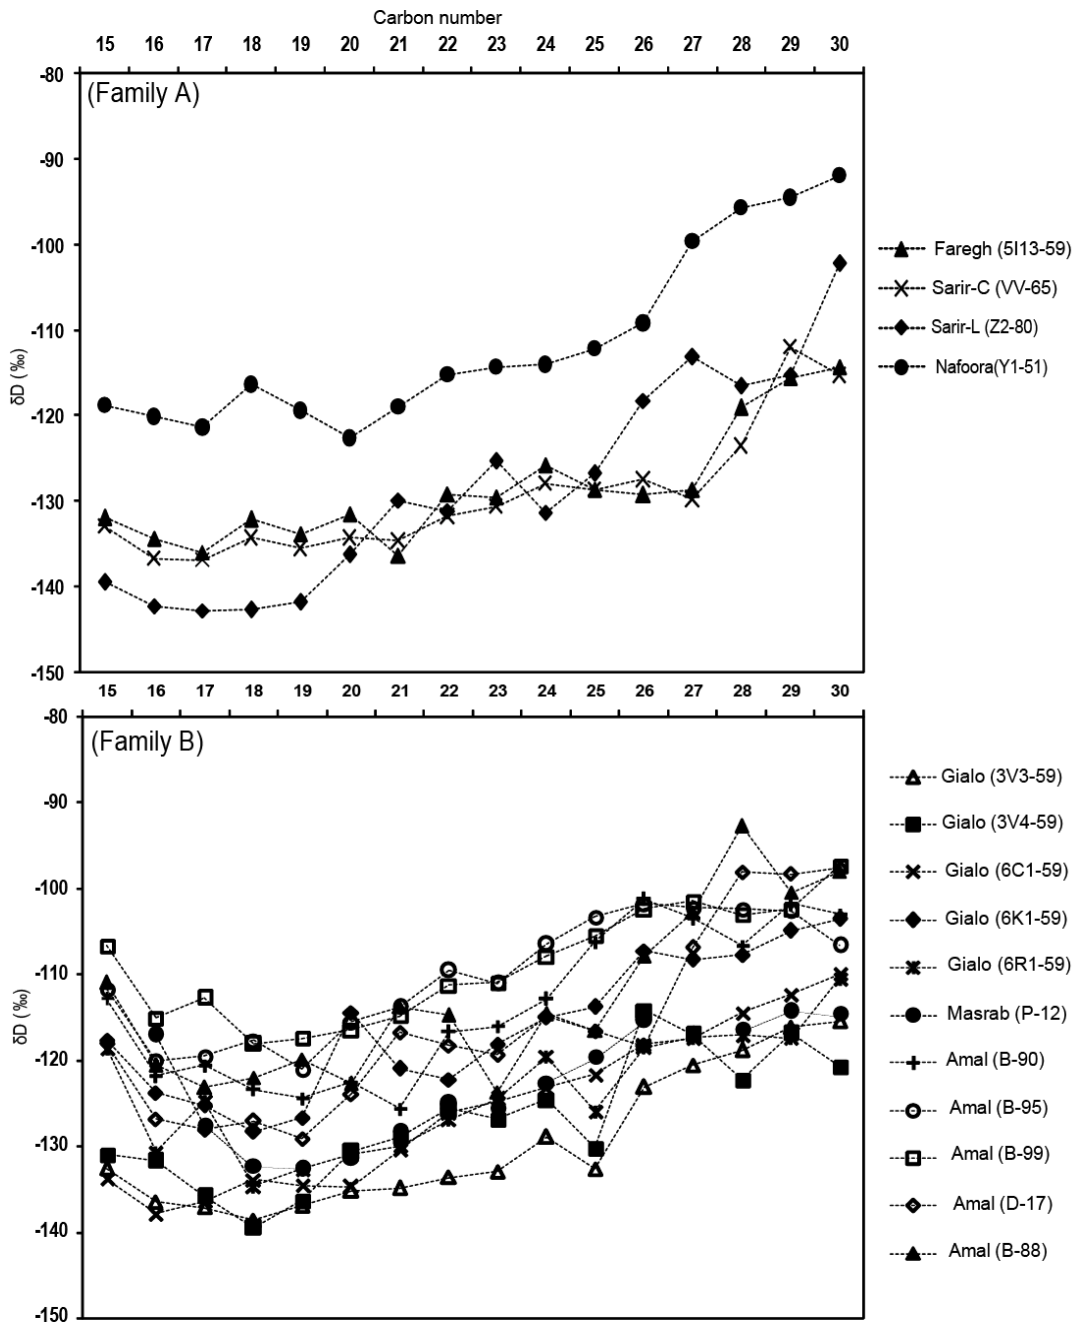 Carbon number
15 16 17 18 19 20 21 22 23 24 25 26 27 28 29 30
(Family A)
-80
-90
-100
-110
-120
-130
-140
-150
δD (‰)
Faregh (5I13-59)
Sarir-C (VV-65)
Sarir-L (Z2-80)
Nafoora(Y1-51)
15 16 17 18 19 20 21 22 23 24 25 26 27 28 29 30
(Family B)
-80
-90
-100
-110
-120
-130
-140
-150
δD (‰)
Gialo (3V3-59)
Gialo (3V4-59)
Gialo (6C1-59)
Gialo (6K1-59)
Gialo (6R1-59)
Masrab (P-12)
Amal (B-90)
Amal (B-95)
Amal (B-99)
Amal (D-17)
Amal (B-88)